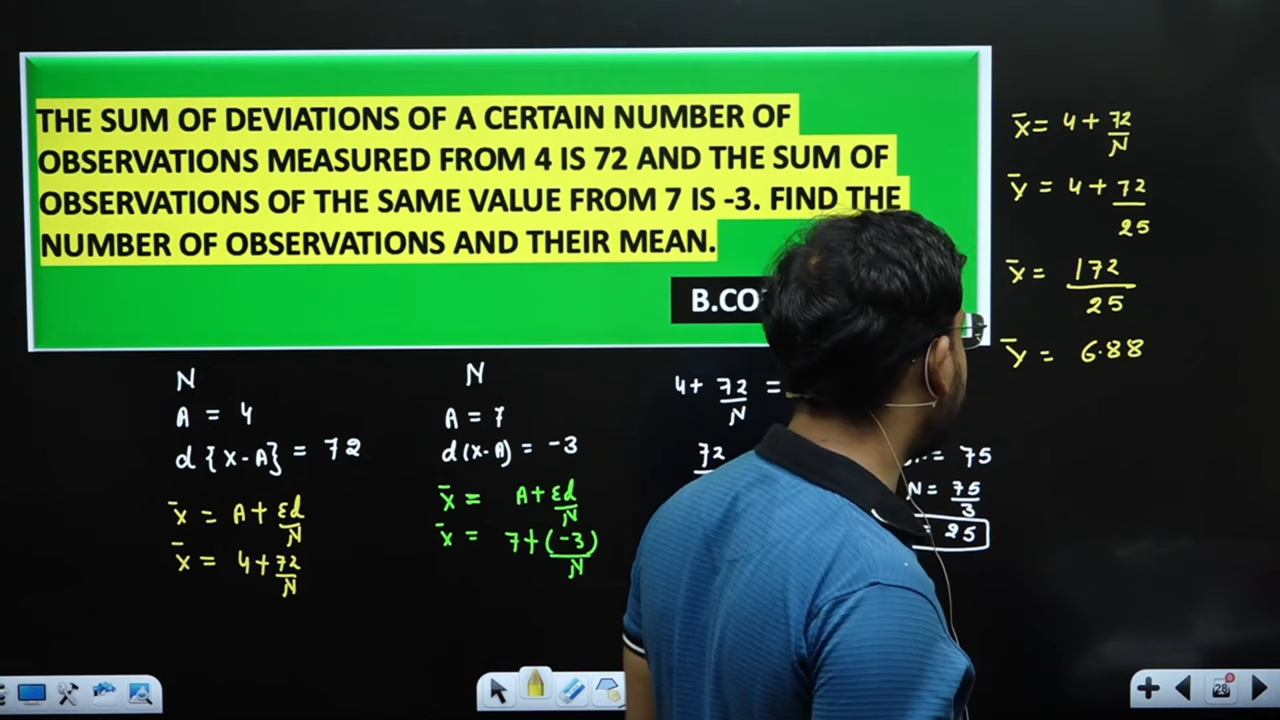 THE SUM OF DEVIATIONS OF A CERTAIN NUMBER OF
OBSERVATIONS MEASURED FROM 4 IS 72 AND THE SUM OF
OBSERVATIONS OF THE SAME VALUE FROM 7 IS -3. FIND THE
NUMBER OF OBSERVATIONS AND THEIR MEAN.
B.CO
N
A = 4
d{X-A} = 72
x̄ = A+Σd/N
x̄ = 4+72/N
N
A = 7
d(X-A) = -3
x̄ = A+Σd/N
x̄ = 7+(-3)/N
4+ 72/N =
72
= 75
N = 75/3
= 25
x̄ = 4+72/N
x̄ = 4+72/25
x̄ = 172/25
x̄ = 6.88
28